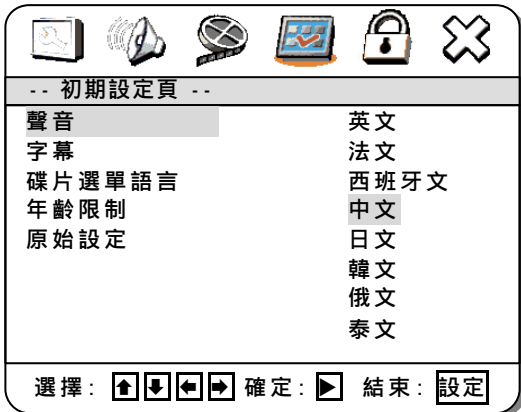 -- 初期設定頁 --
聲音 英文
字幕 法文
碟片選單語言 西班牙文
年齡限制 中文
原始設定 日文
韓文
俄文
泰文
選擇: 確定: 結束: 設定